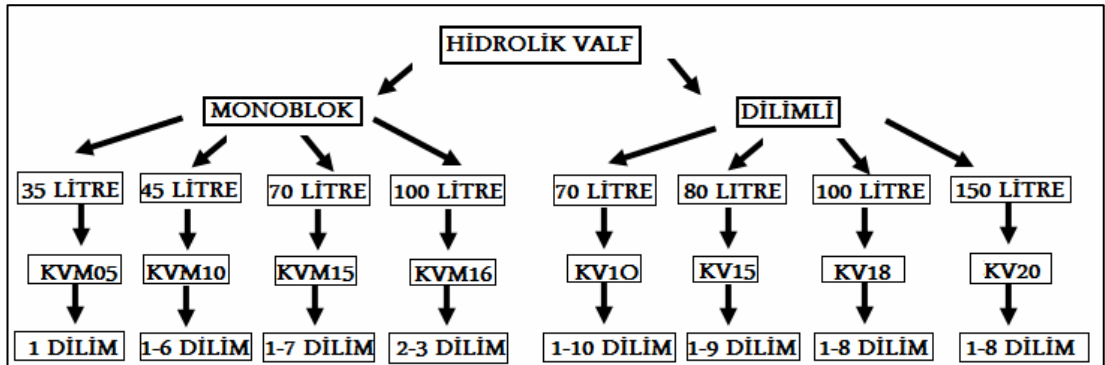 HİDROLİK VALF
MONOBLOK
DİLİMLİ
35 LİTRE
45 LİTRE
70 LİTRE
100 LİTRE
70 LİTRE
80 LITRE
100 LİTRE
150 LİTRE
KVM05
KVM10
KVM15
KVM16
KV1O
KV15
KV18
KV20
1 DİLİM
1-6 DİLİM
1-7 DİLİM
2-3 DİLİM
1-10 DİLİM
1-9 DİLİM
1-8 DİLİM
1-8 DİLİM